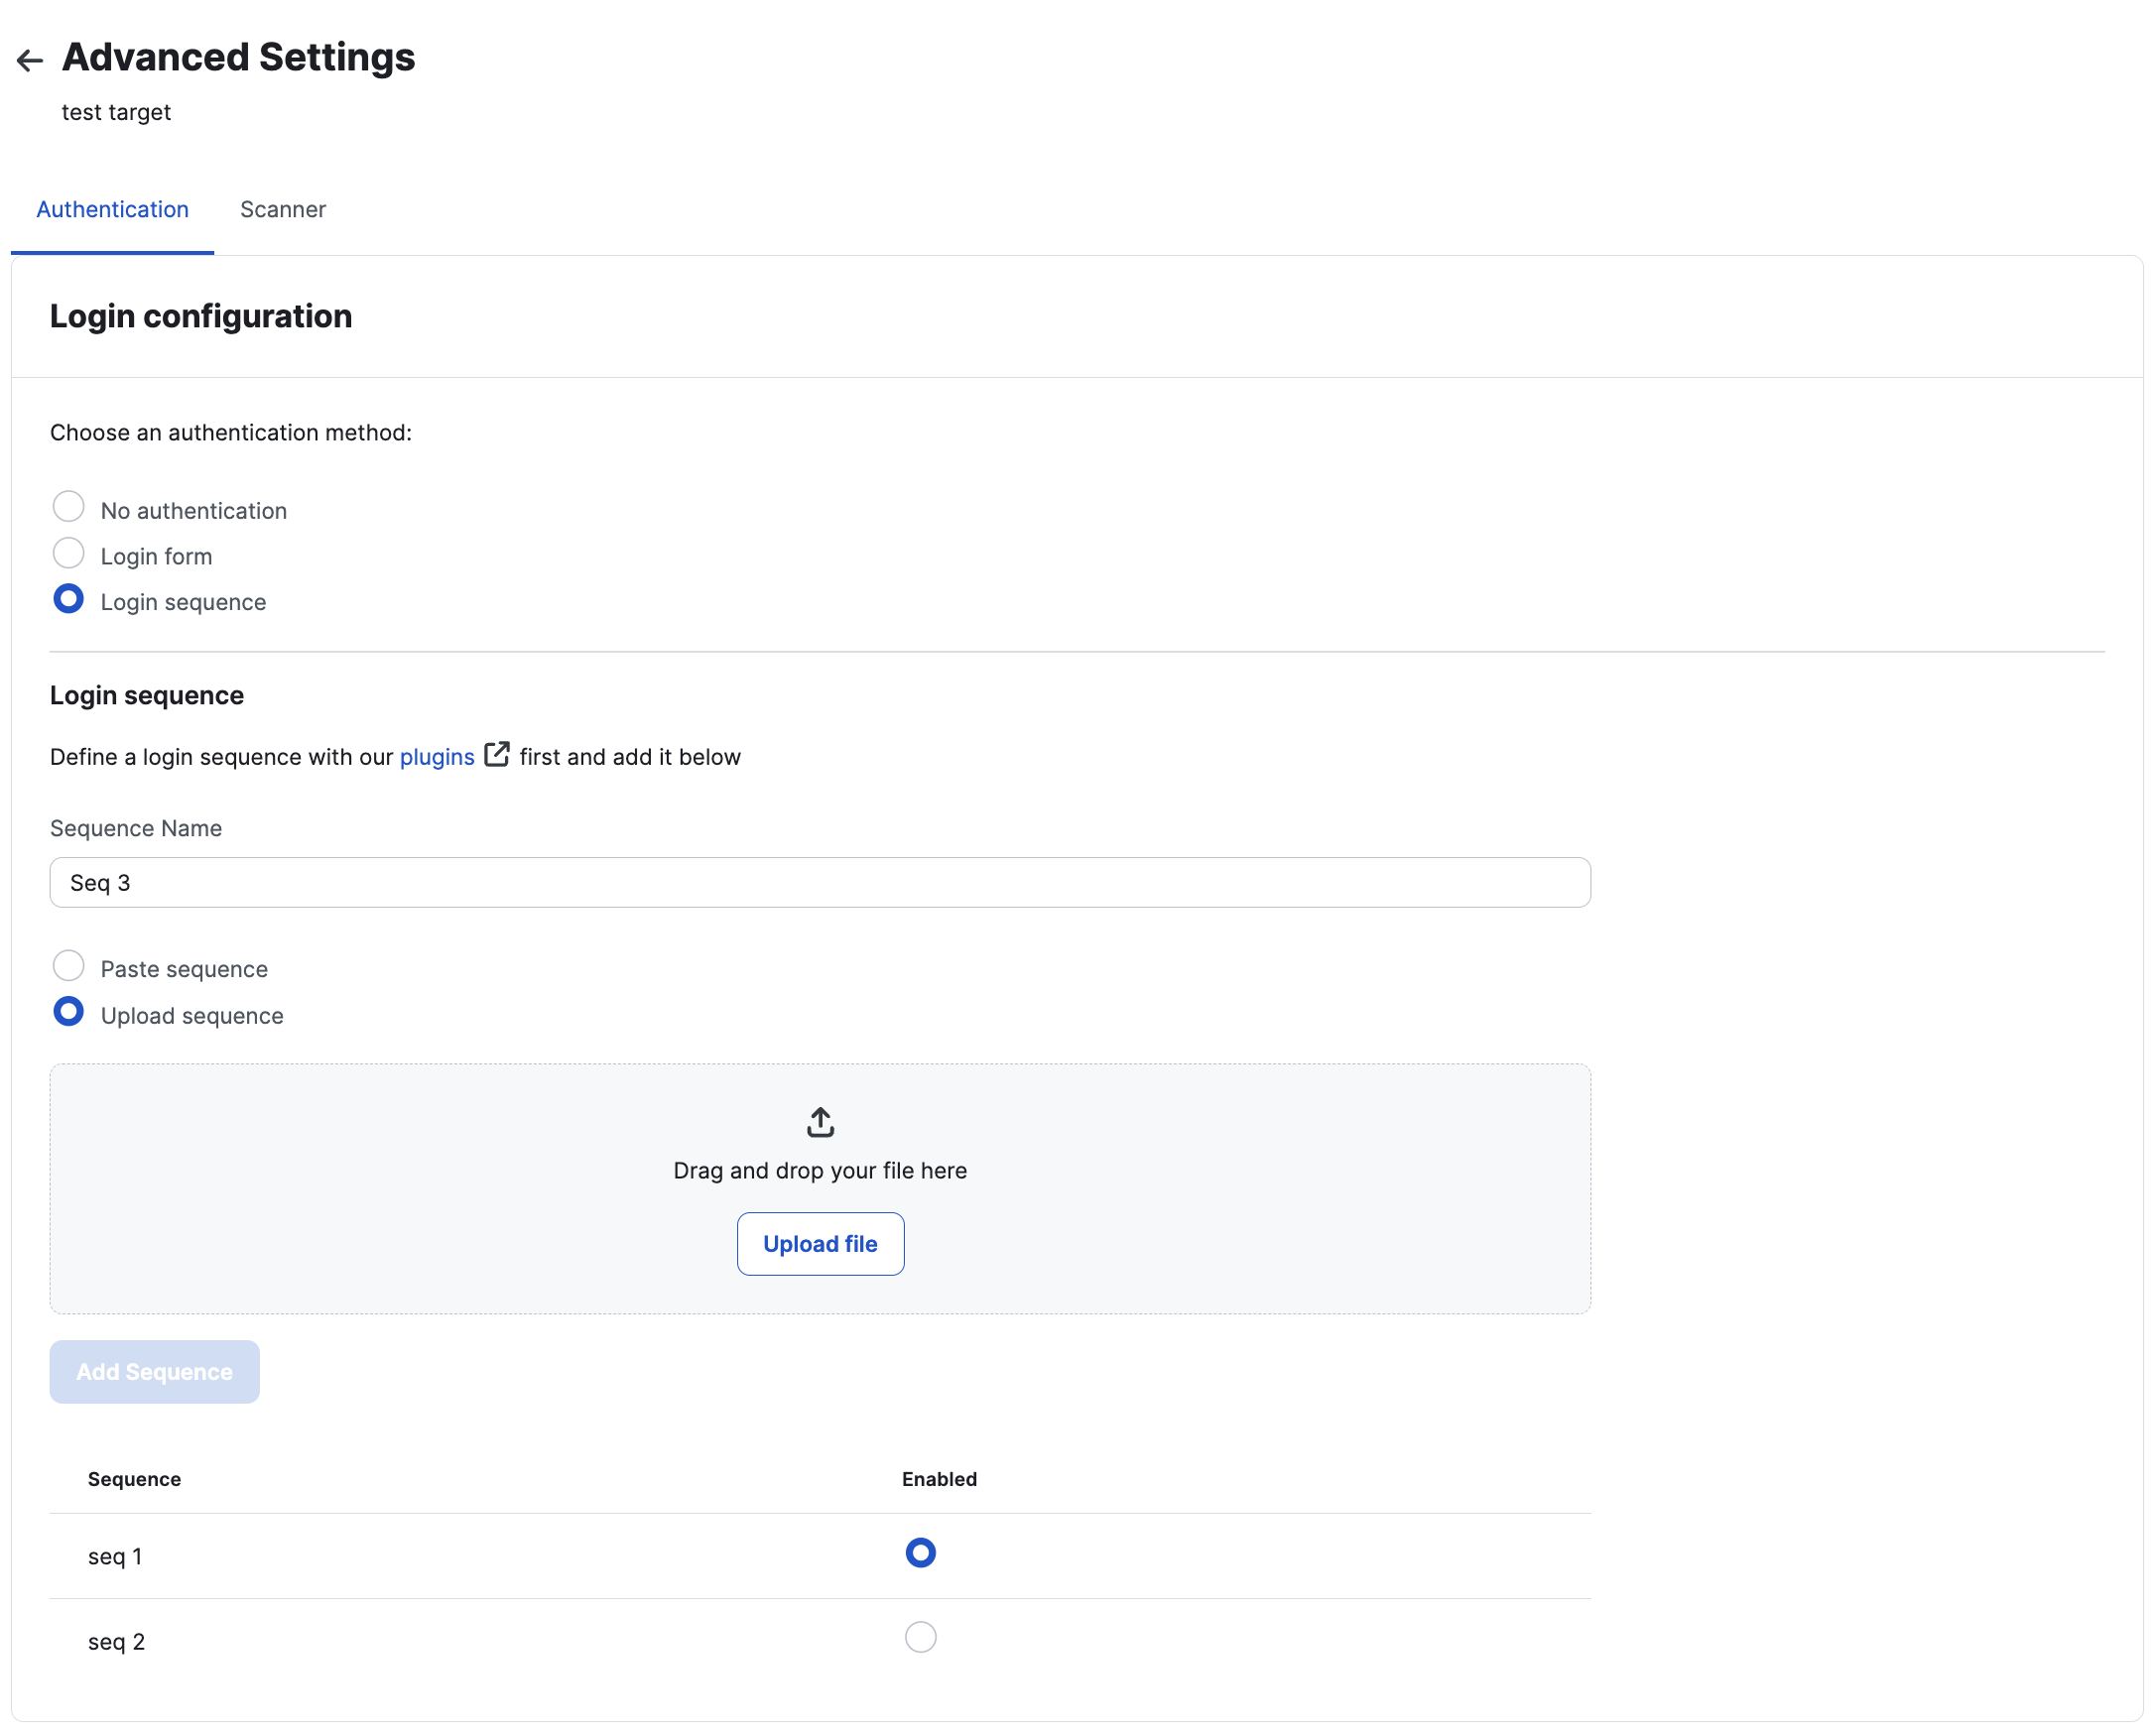 Advanced Settings
test target
Authentication
Scanner
Login configuration
Choose an authentication method:
No authentication
Login form
Login sequence
Login sequence
Define a login sequence with our plugins first and add it below
Sequence Name
Seq 3
Paste sequence
Upload sequence
Drag and drop your file here
Upload file
Add Sequence
Sequence Enabled
seq 1
seq 2